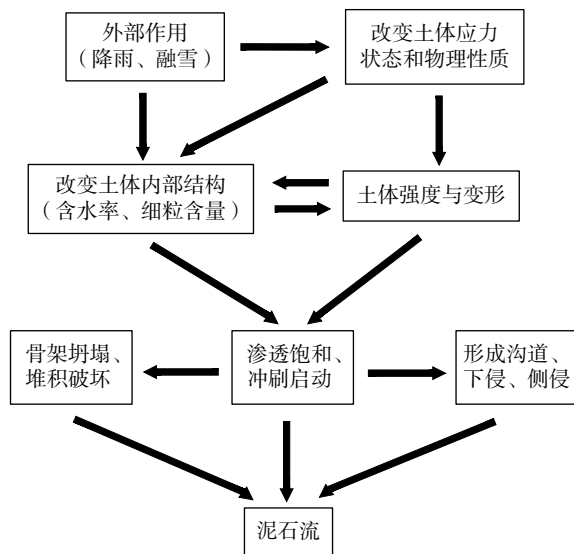 外部作用
（降雨、融雪）
改变土体应力
状态和物理性质
改变土体内部结构
（含水率、细粒含量）
土体强度与变形
骨架坍塌、
堆积破坏
渗透饱和、
冲刷启动
形成沟道、
下侵、侧侵
泥石流